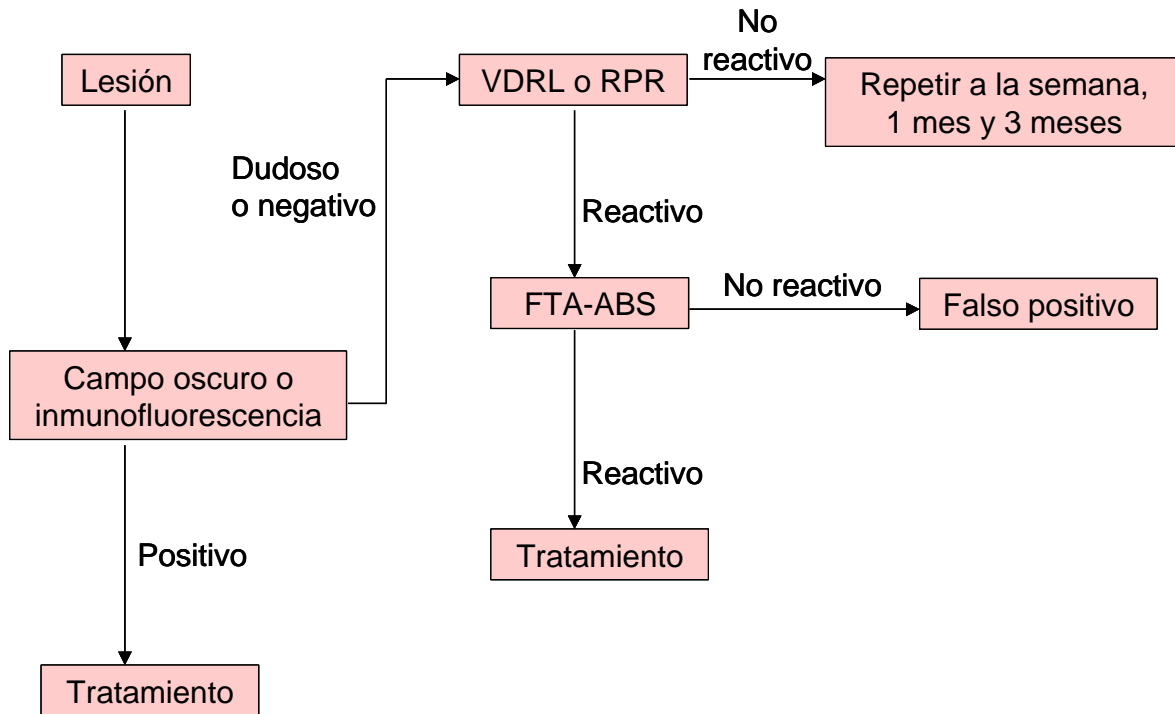 Lesión
Campo oscuro o
inmunofluorescencia
Positivo
Tratamiento
Dudoso
o negativo
VDRL o RPR
No
reactivo
Repetir a la semana,
1 mes y 3 meses
Reactivo
FTA-ABS
No reactivo
Falso positivo
Reactivo
Tratamiento